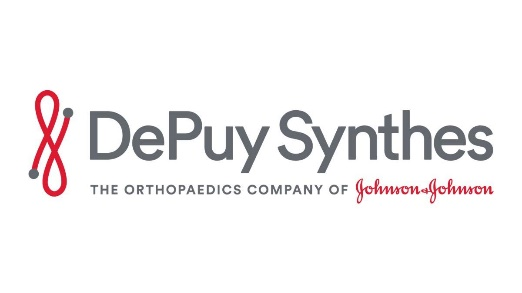 DePuy Synthes
THE ORTHOPAEDICS COMPANY OF Johnson&Johnson